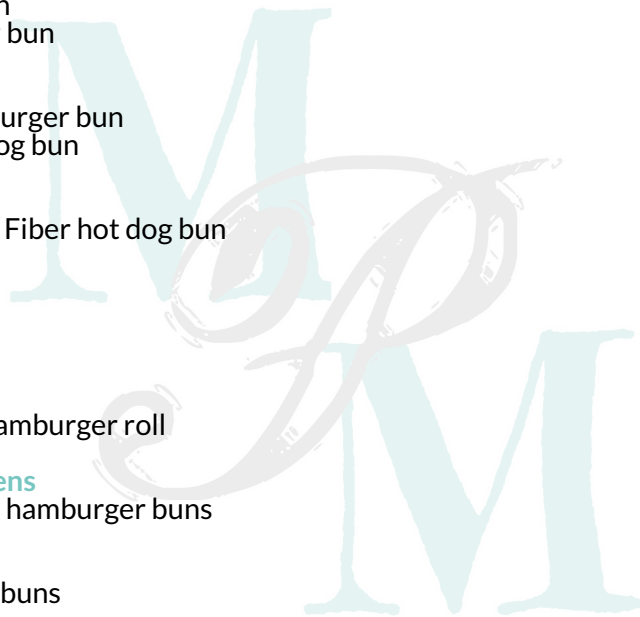 bun
urger bun
og bun
Fiber hot dog bun
amburger roll
ens
hamburger buns
buns
M
P
M